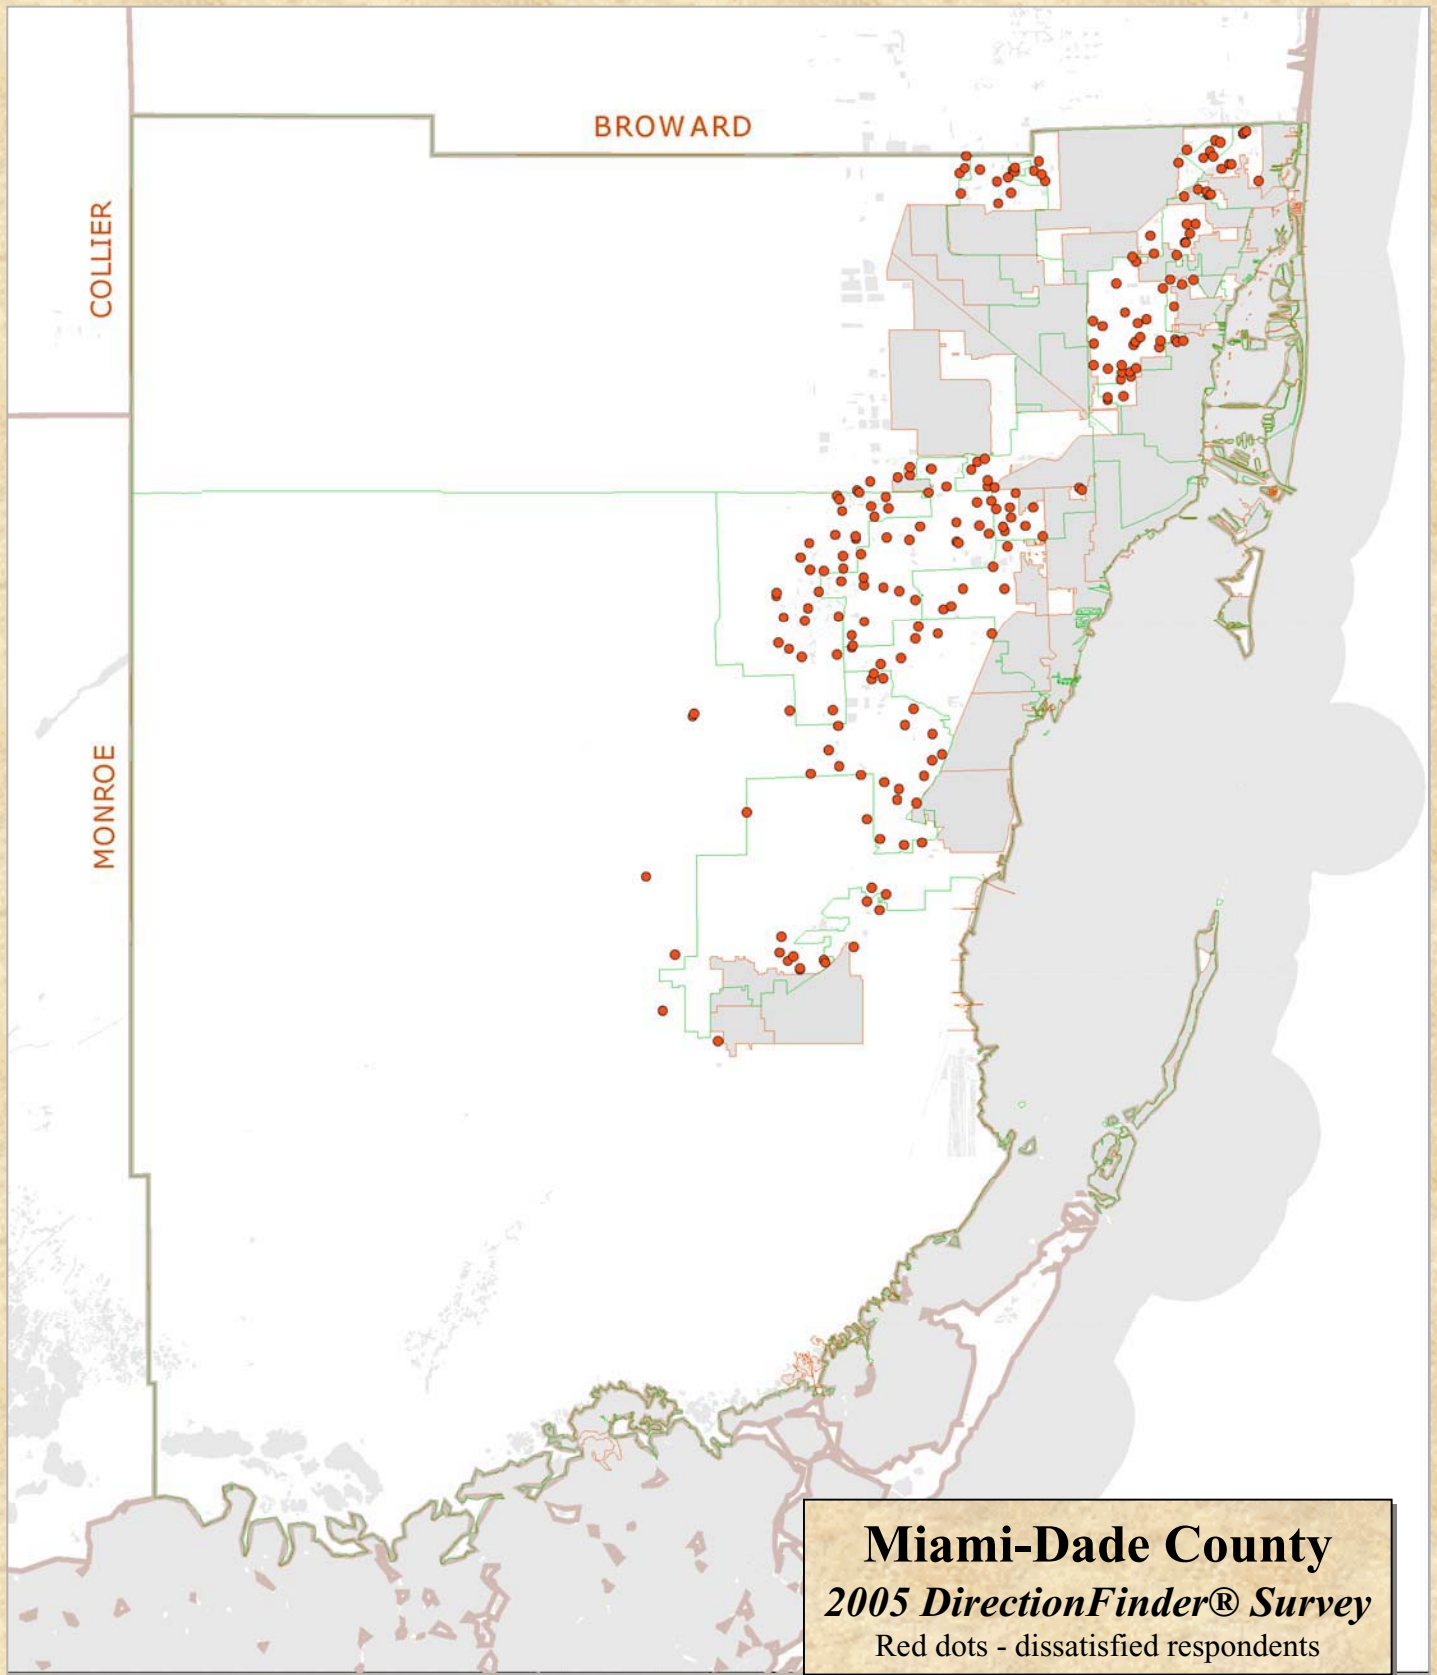 BROWARD
COLLIER
MONROE
Miami-Dade County
2005 DirectionFinder® Survey
Red dots - dissatisfied respondents